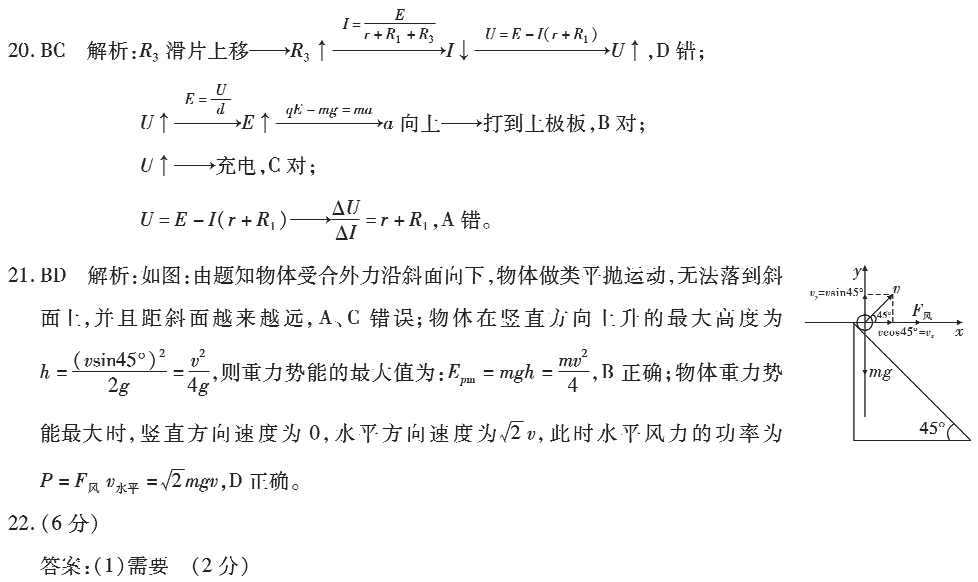 20. BC 解析:R₃ 滑片上移⟶R₃↑ —I=E/(r+R₁+R₃)⟶ I↓ —U=E-I(r+R₁)⟶ U↑,D 错;
U↑ —E=U/d⟶ E↑ —qE-mg=ma⟶ a 向上⟶打到上极板,B 对;
U↑⟶充电,C 对;
U=E-I(r+R₁)⟶ΔU/ΔI=r+R₁,A 错。
21. BD 解析:如图:由题知物体受合外力沿斜面向下,物体做类平抛运动,无法落到斜
面上,并且距斜面越来越远,A、C 错误;物体在竖直方向上升的最大高度为
h=(vsin45°)²/2g=v²/4g,则重力势能的最大值为:Eₚₘ=mgh=mv²/4,B 正确;物体重力势
能最大时,竖直方向速度为 0,水平方向速度为√2 v,此时水平风力的功率为
P=F风 v水平=√2mgv,D 正确。
y
vᵧ=vsin45°
v
45°
F风
vcos45°=vₓ
x
mg
45°
22. (6 分)
答案:(1)需要 (2 分)